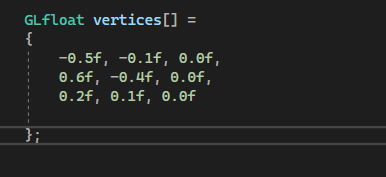 GLfloat vertices[] =
{
-0.5f, -0.1f, 0.0f,
0.6f, -0.4f, 0.0f,
0.2f, 0.1f, 0.0f
};